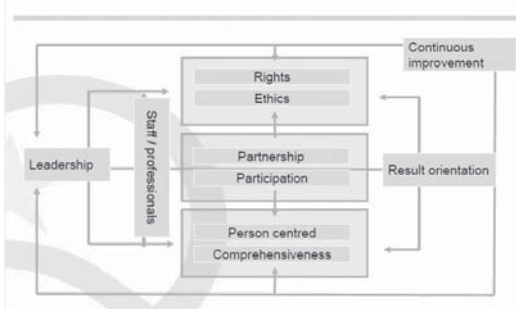 Continuous
improvement
Rights
Ethics
Staff / professionals
Leadership
Partnership
Participation
Result orientation
Person centred
Comprehensiveness